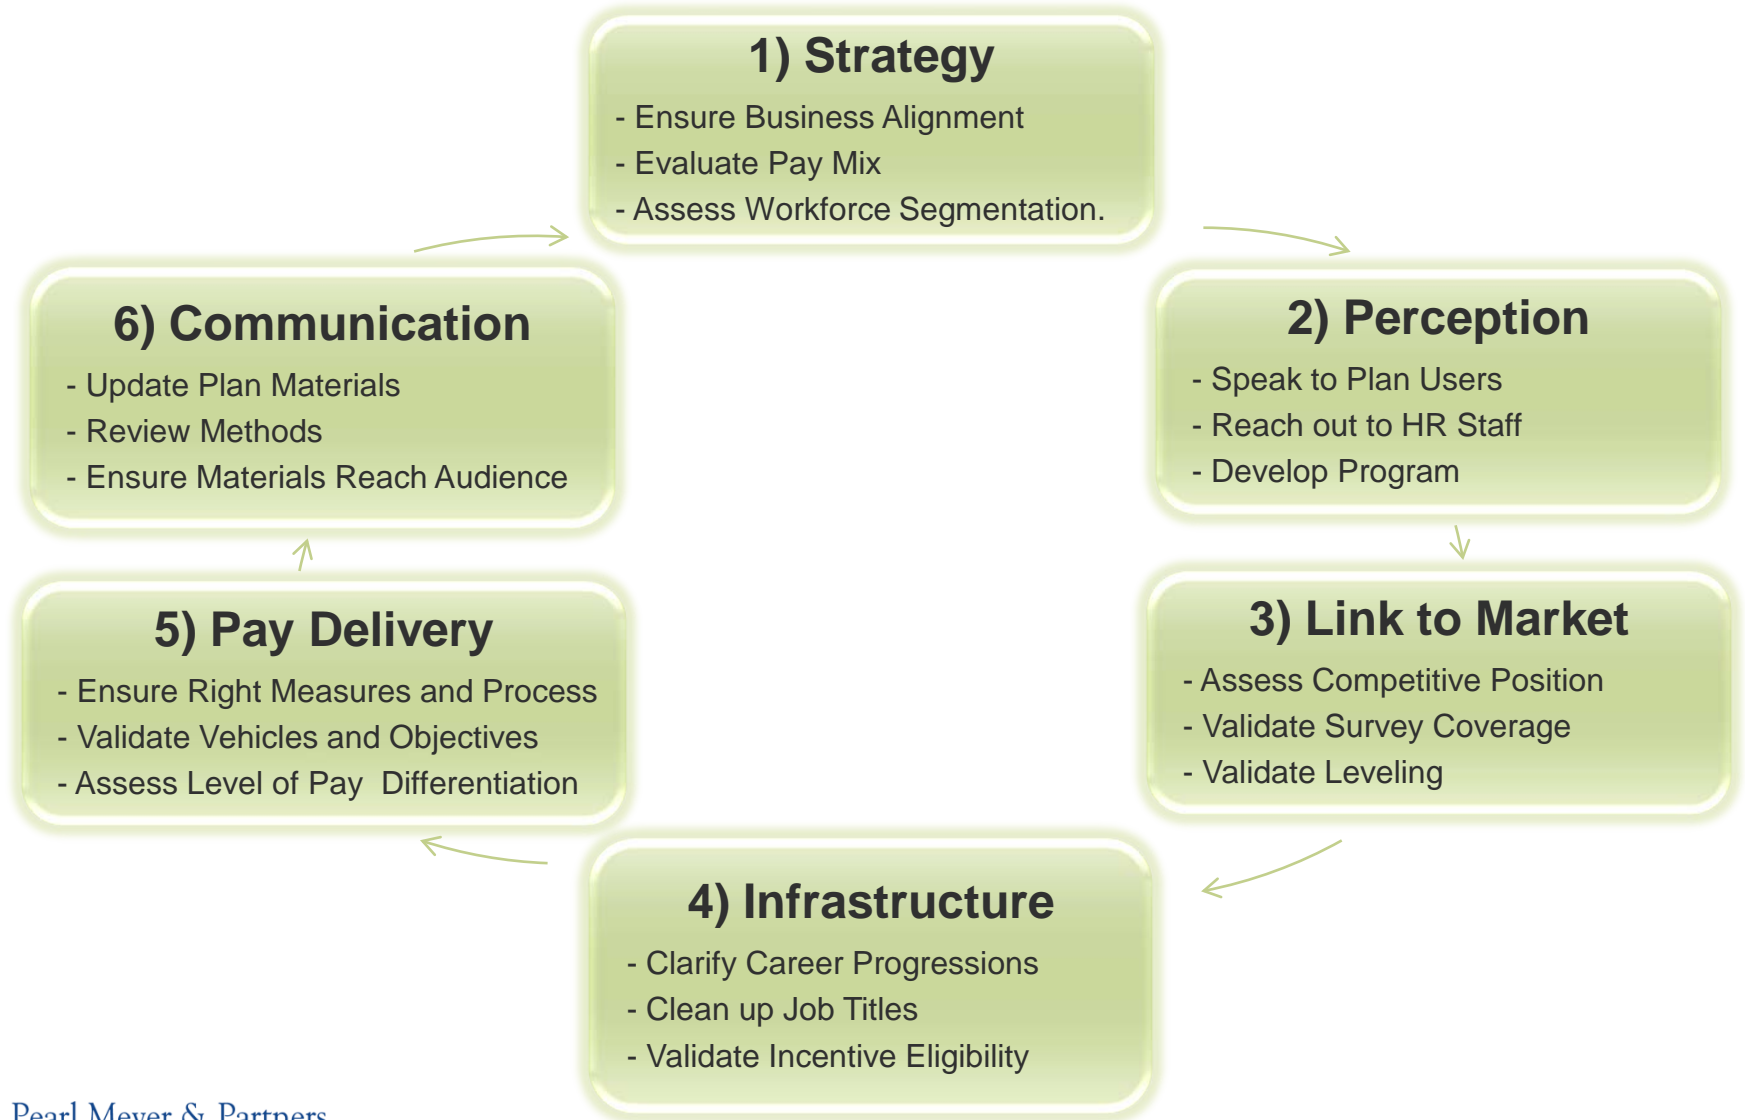 1) Strategy
- Ensure Business Alignment
- Evaluate Pay Mix
- Assess Workforce Segmentation.
2) Perception
- Speak to Plan Users
- Reach out to HR Staff
- Develop Program
3) Link to Market
- Assess Competitive Position
- Validate Survey Coverage
- Validate Leveling
4) Infrastructure
- Clarify Career Progressions
- Clean up Job Titles
- Validate Incentive Eligibility
5) Pay Delivery
- Ensure Right Measures and Process
- Validate Vehicles and Objectives
- Assess Level of Pay  Differentiation
6) Communication
- Update Plan Materials
- Review Methods
- Ensure Materials Reach Audience
Pearl Meyer & Partners